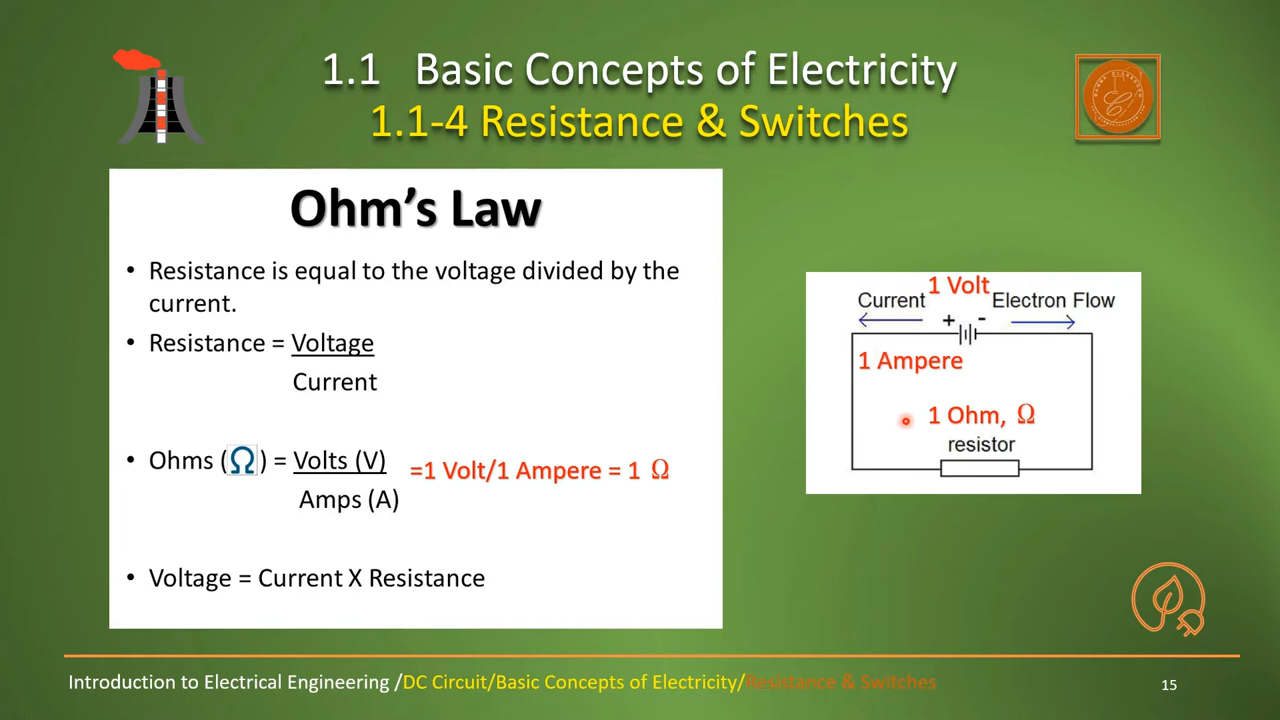 1.1 Basic Concepts of Electricity
1.1-4 Resistance & Switches
Ohm's Law
• Resistance is equal to the voltage divided by the
current.
• Resistance = Voltage
Current
• Ohms (Ω) = Volts (V)
Amps (A)
=1 Volt/1 Ampere = 1 Ω
• Voltage = Current X Resistance
1 Volt
Current
Electron Flow
+ -
1 Ampere
1 Ohm, Ω
resistor
Introduction to Electrical Engineering /DC Circuit/Basic Concepts of Electricity/Resistance & Switches
15